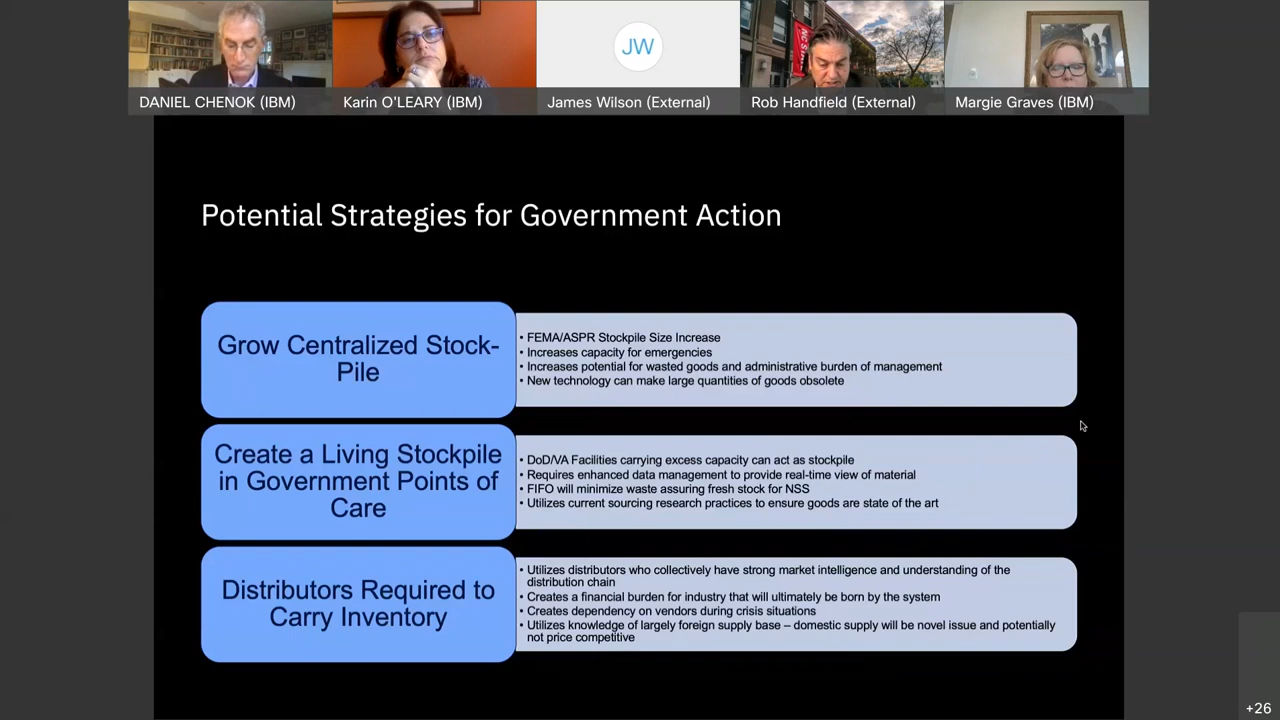 NC ST
JW
DANIEL CHENOK (IBM)
Karin O'LEARY (IBM)
James Wilson (External)
Rob Handfield (External)
Margie Graves (IBM)
Potential Strategies for Government Action
Grow Centralized Stock-
Pile
• FEMA/ASPR Stockpile Size Increase
• Increases capacity for emergencies
• Increases potential for wasted goods and administrative burden of management
• New technology can make large quantities of goods obsolete
Create a Living Stockpile
in Government Points of
Care
• DoD/VA Facilities carrying excess capacity can act as stockpile
• Requires enhanced data management to provide real-time view of material
• FIFO will minimize waste assuring fresh stock for NSS
• Utilizes current sourcing research practices to ensure goods are state of the art
Distributors Required to
Carry Inventory
• Utilizes distributors who collectively have strong market intelligence and understanding of the
distribution chain
• Creates a financial burden for industry that will ultimately be born by the system
• Creates dependency on vendors during crisis situations
• Utilizes knowledge of largely foreign supply base – domestic supply will be novel issue and potentially
not price competitive
+26